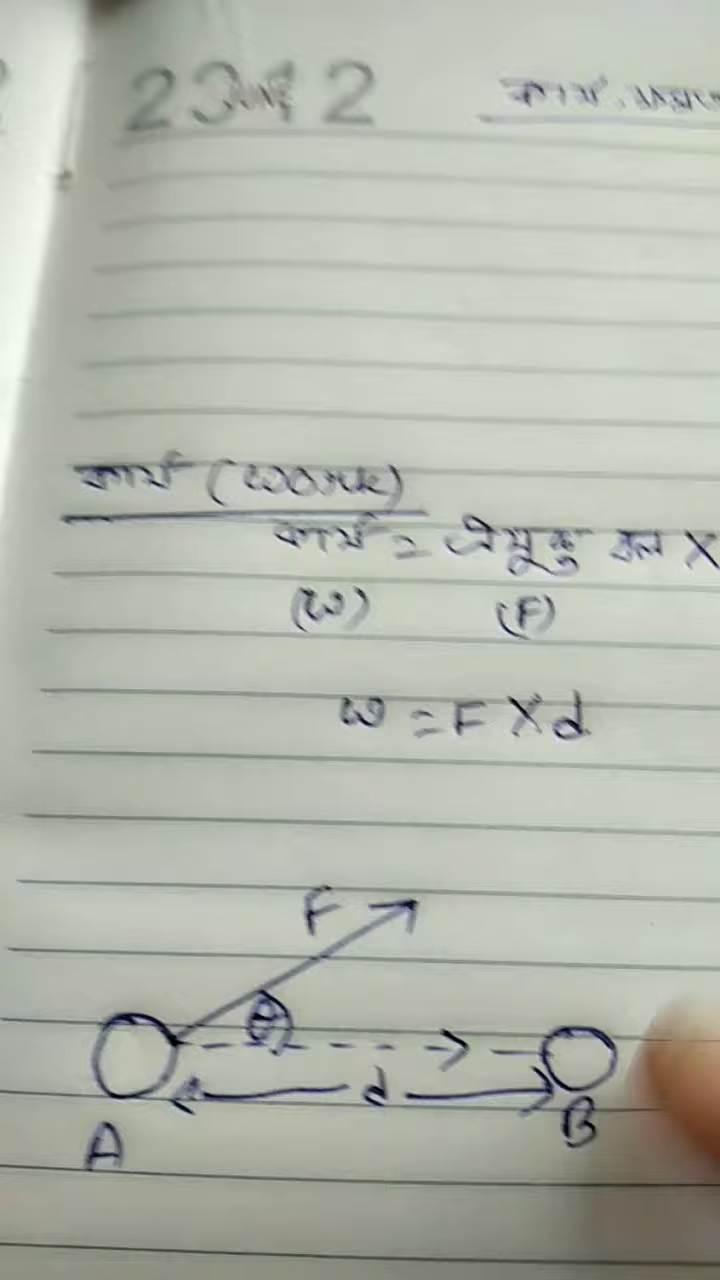 কার্য
কার্য (Work)
কার্য = প্রযুক্ত বল X
(W) (F)
W = F X d
F
θ
d
A B